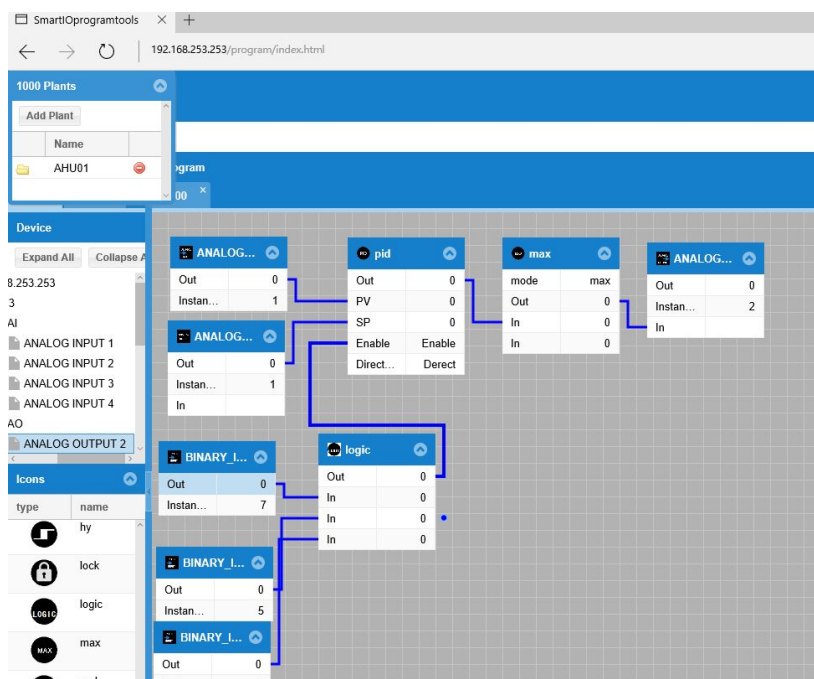 SmartIOprogramtools
192.168.253.253/program/index.html
1000 Plants
Add Plant
Name
AHU01
ogram
00
Device
Expand All Collapse A
8.253.253
3
AI
ANALOG INPUT 1
ANALOG INPUT 2
ANALOG INPUT 3
ANALOG INPUT 4
AO
ANALOG OUTPUT 2
Icons
type name
hy
lock
LOGIC logic
MAX max
ANALOG...
Out 0
Instan... 1
ANALOG...
Out 0
Instan... 1
In
pid
Out 0
PV 0
SP 0
Enable Enable
Direct... Derect
max
mode max
Out 0
In 0
In 0
ANALOG...
Out 0
Instan... 2
In
BINARY_I...
Out 0
Instan... 7
logic
Out 0
In 0
In 0
In 0
BINARY_I...
Out 0
Instan... 5
BINARY_I...
Out 0